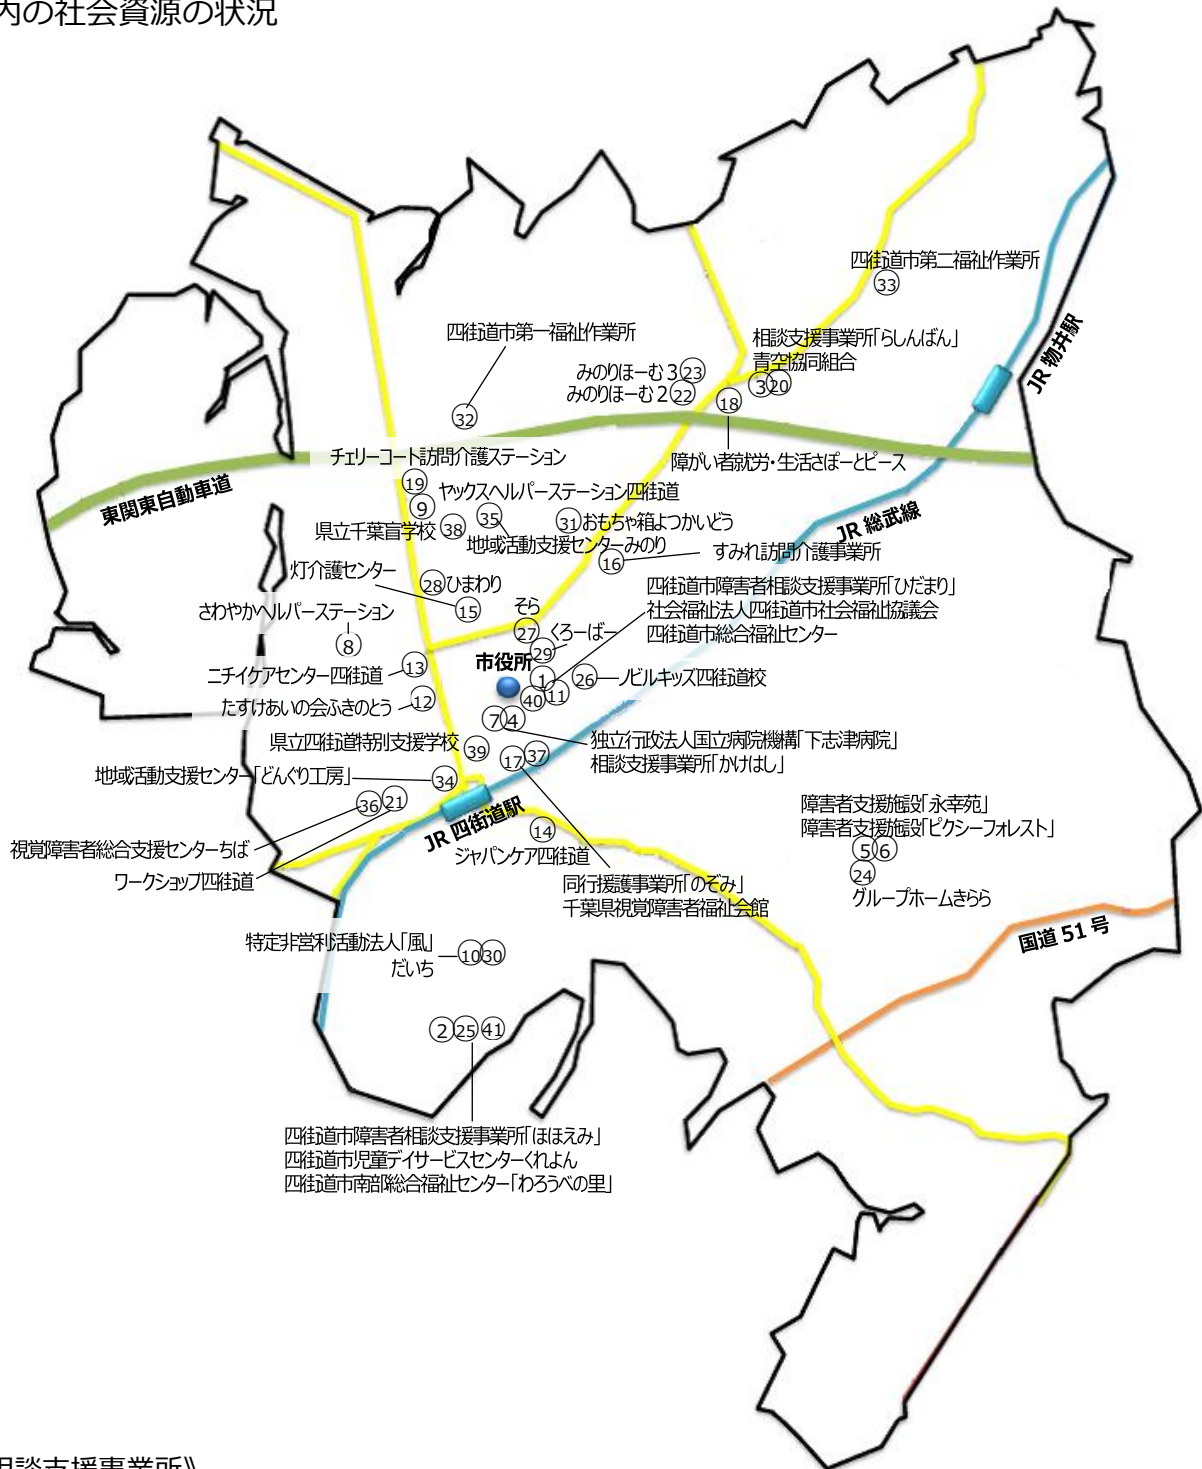 内の社会資源の状況
四街道市第二福祉作業所
33
四街道市第一福祉作業所
32
相談支援事業所「らしんばん」
青空協同組合
3 20
JR 物井駅
みのりほーむ 3 23
みのりほーむ 2 22
18
障がい者就労・生活さぽーとピース
チェリーコート訪問介護ステーション
19
東関東自動車道
9 ヤックスヘルパーステーション四街道
県立千葉盲学校 38
35
地域活動支援センターみのり
31 おもちゃ箱よつかいどう
JR 総武線
16 すみれ訪問介護事業所
灯介護センター
28 ひまわり
15
四街道市障害者相談支援事業所「ひだまり」
社会福祉法人四街道市社会福祉協議会
四街道市総合福祉センター
さわやかヘルパーステーション
8
そら
27
くろーばー
29
市役所
1
40 11
ニチイケアセンター四街道 13
26 ノビルキッズ四街道校
たすけあいの会ふきのとう 12
7 4
独立行政法人国立病院機構「下志津病院」
相談支援事業所「かけはし」
県立四街道特別支援学校 39
17 37
地域活動支援センター「どんぐり工房」 34
36 21
JR 四街道駅
視覚障害者総合支援センターちば
ワークショップ四街道
14
ジャパンケア四街道
障害者支援施設「永幸苑」
障害者支援施設「ピクシーフォレスト」
5 6
24
グループホームきらら
同行援護事業所「のぞみ」
千葉県視覚障害者福祉会館
国道 51 号
特定非営利活動法人「風」
だいち
10 30
2 25 41
四街道市障害者相談支援事業所「ほほえみ」
四街道市児童デイサービスセンターくれよん
四街道市南部総合福祉センター「わろうべの里」